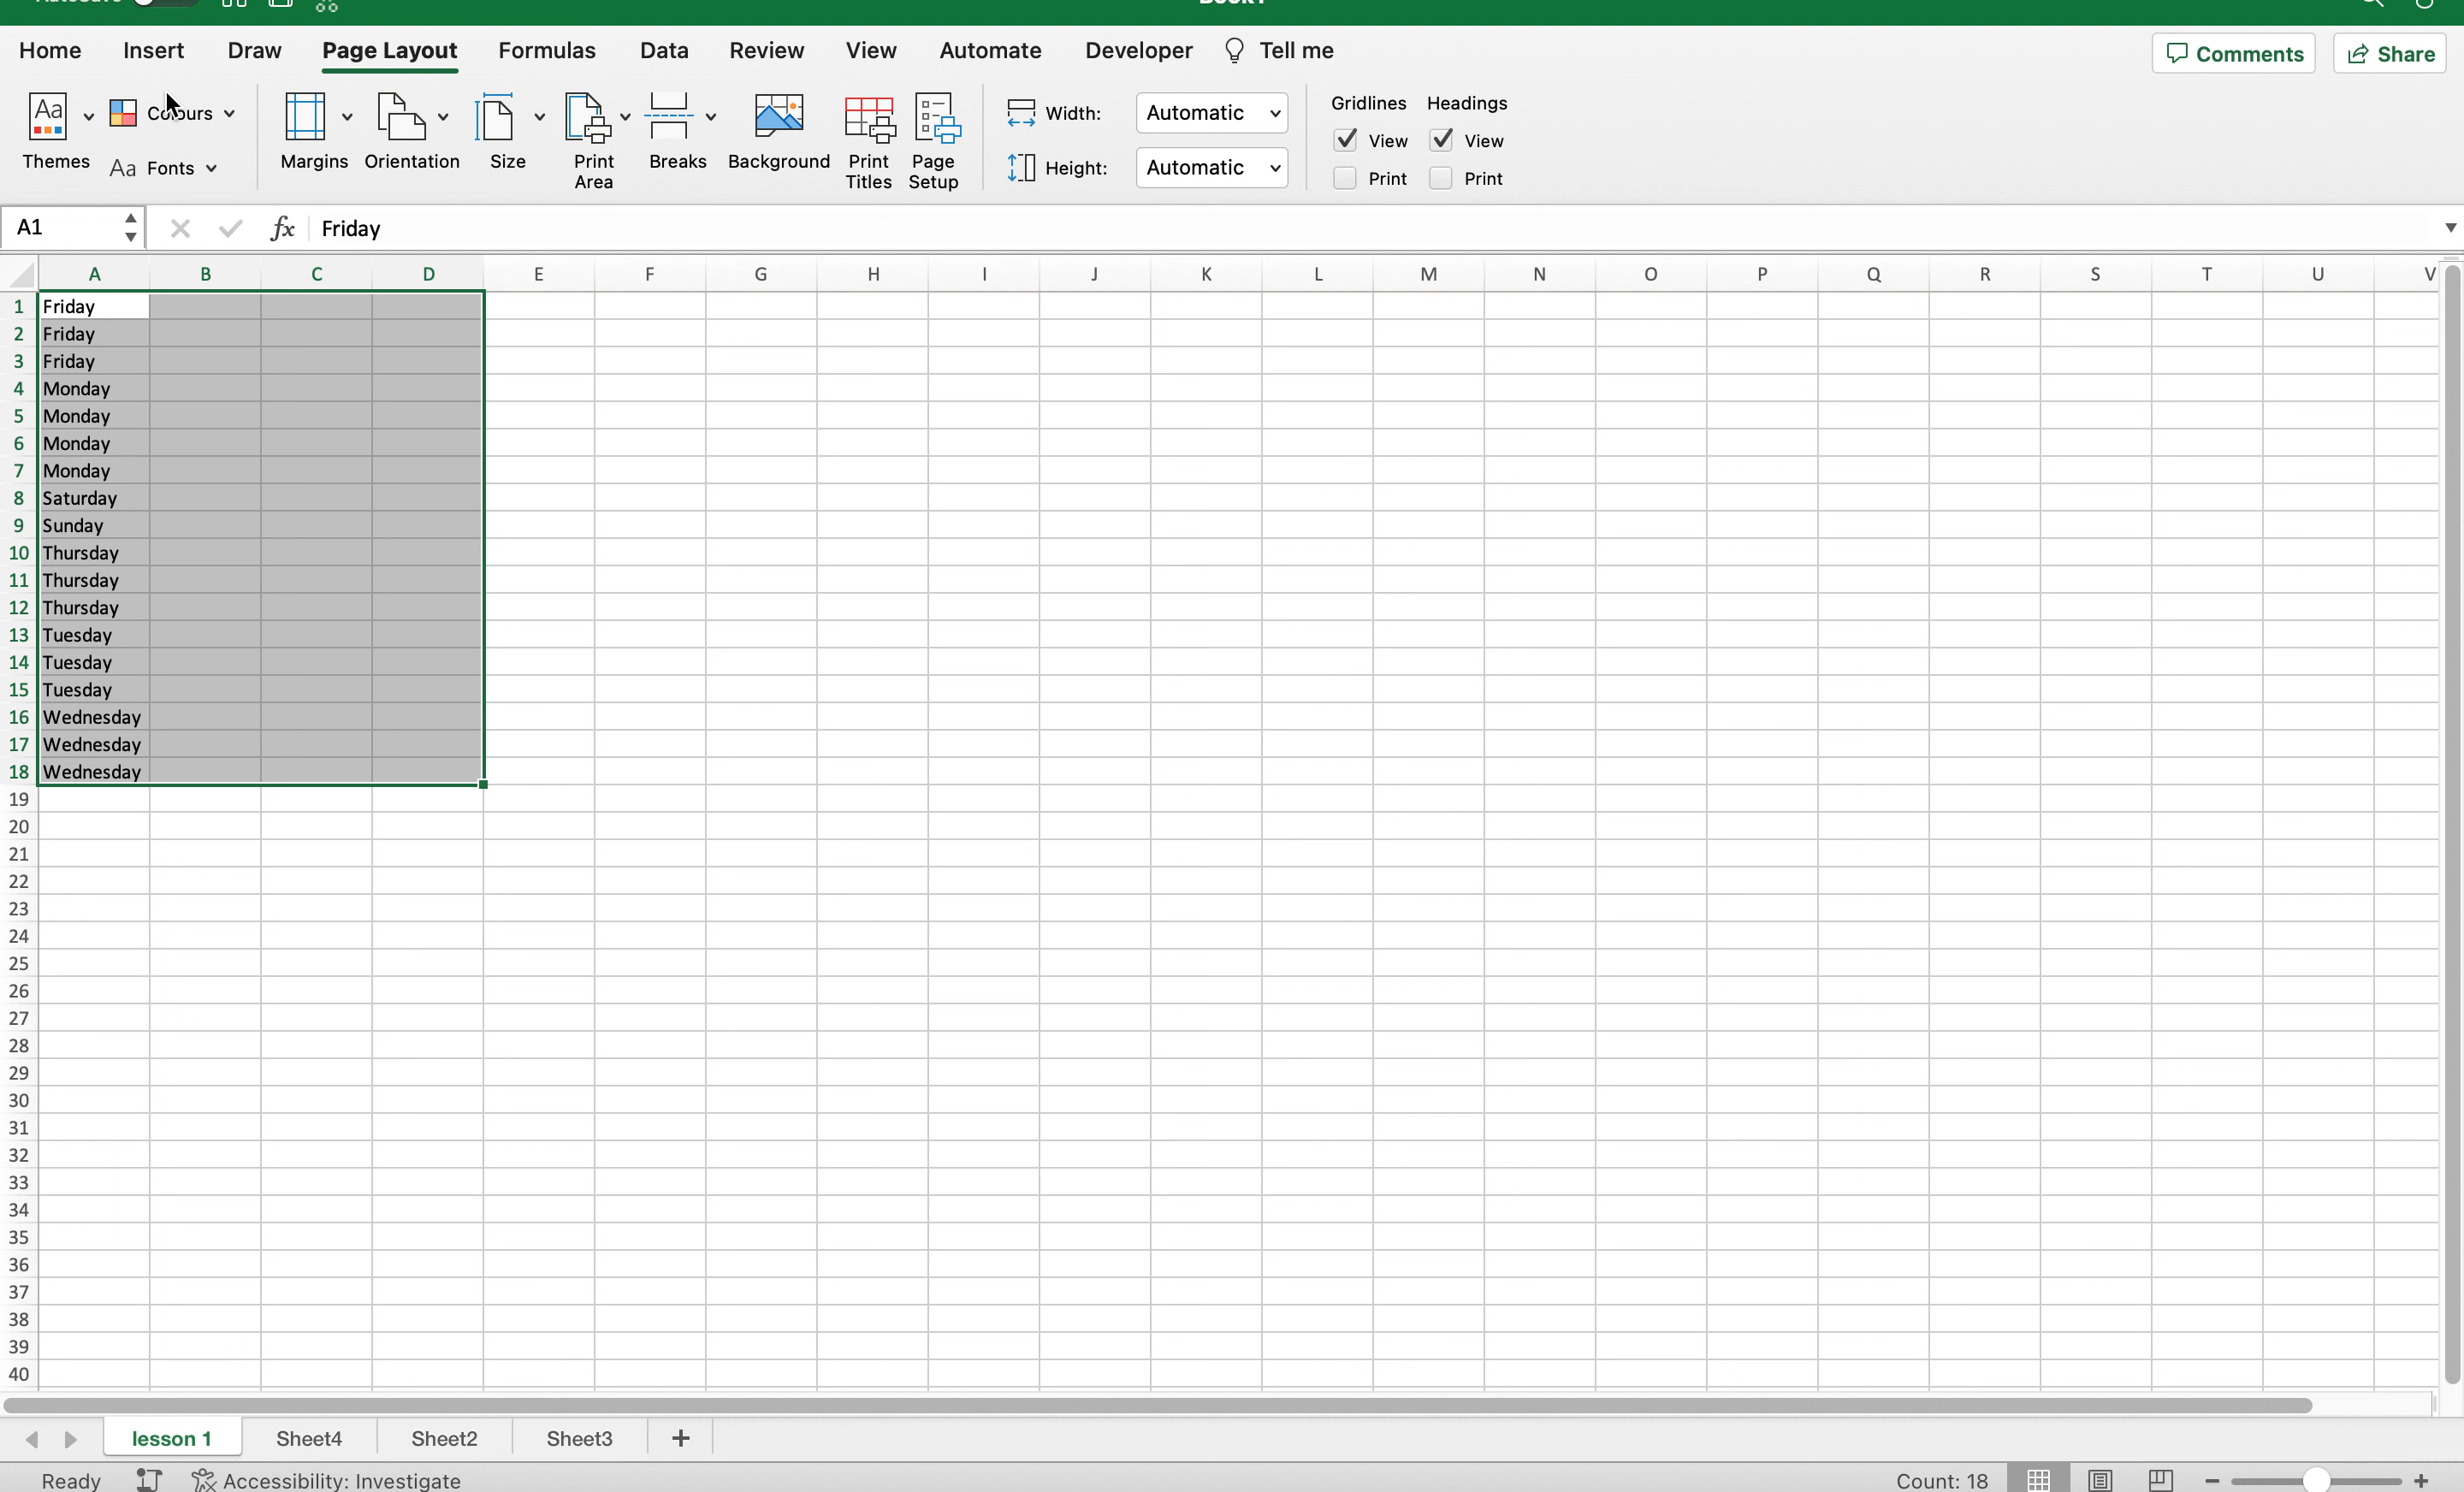 Home Insert Draw Page Layout Formulas Data Review View Automate Developer Tell me Comments Share
Aa Themes Colours Margins Orientation Size Print Area Breaks Background Print Titles Page Setup Width: Automatic Gridlines Headings
View View
Aa Fonts Height: Automatic Print Print
A1 fx Friday
A B C D E F G H I J K L M N O P Q R S T U V
1 Friday
2 Friday
3 Friday
4 Monday
5 Monday
6 Monday
7 Monday
8 Saturday
9 Sunday
10 Thursday
11 Thursday
12 Thursday
13 Tuesday
14 Tuesday
15 Tuesday
16 Wednesday
17 Wednesday
18 Wednesday
19
20
21
22
23
24
25
26
27
28
29
30
31
32
33
34
35
36
37
38
39
40
lesson 1 Sheet4 Sheet2 Sheet3 +
Ready Accessibility: Investigate Count: 18